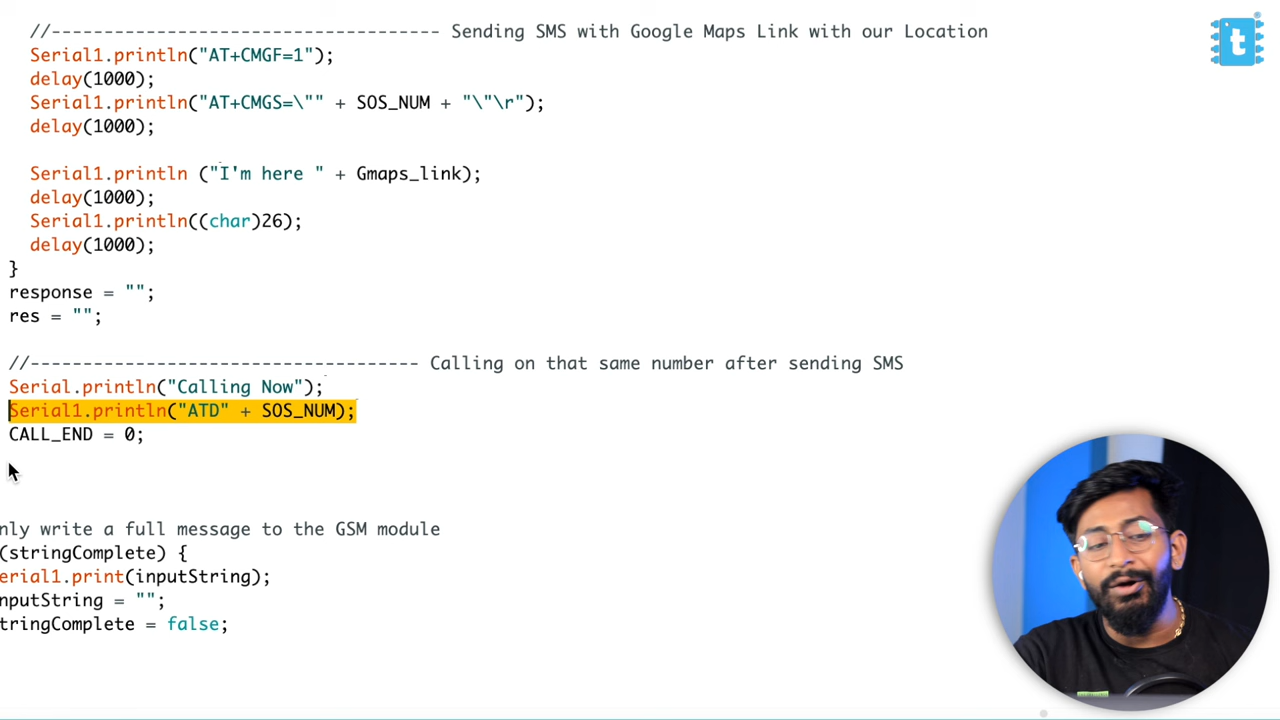 //------------------------------------- Sending SMS with Google Maps Link with our Location
Serial1.println("AT+CMGF=1");
delay(1000);
Serial1.println("AT+CMGS=\"" + SOS_NUM + "\"\r");
delay(1000);
Serial1.println ("I'm here " + Gmaps_link);
delay(1000);
Serial1.println((char)26);
delay(1000);
}
response = "";
res = "";
//------------------------------------- Calling on that same number after sending SMS
Serial.println("Calling Now");
Serial1.println("ATD" + SOS_NUM);
CALL_END = 0;
nly write a full message to the GSM module
(stringComplete) {
erial1.print(inputString);
nputString = "";
tringComplete = false;
t